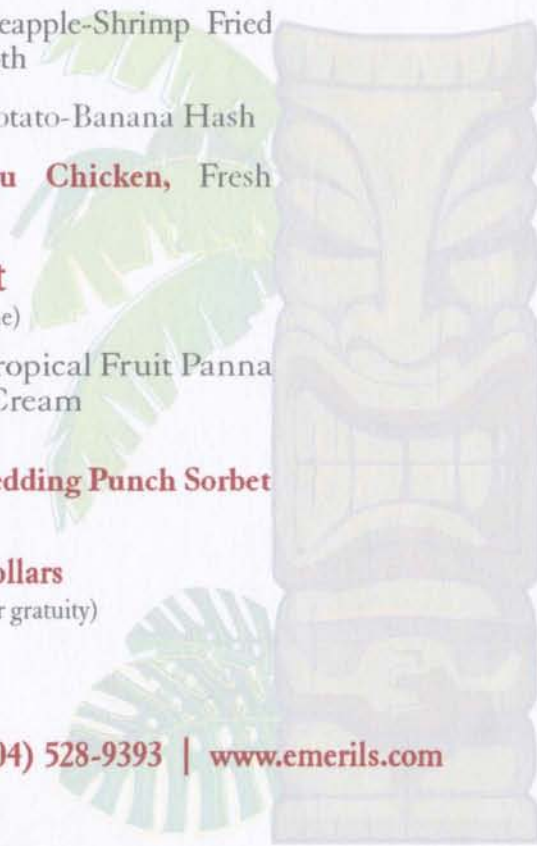 eapple-Shrimp Fried
th
otato-Banana Hash
u Chicken, Fresh
t
e)
ropical Fruit Panna
Cream
edding Punch Sorbet
ollars
r gratuity)
04) 528-9393 | www.emerils.com